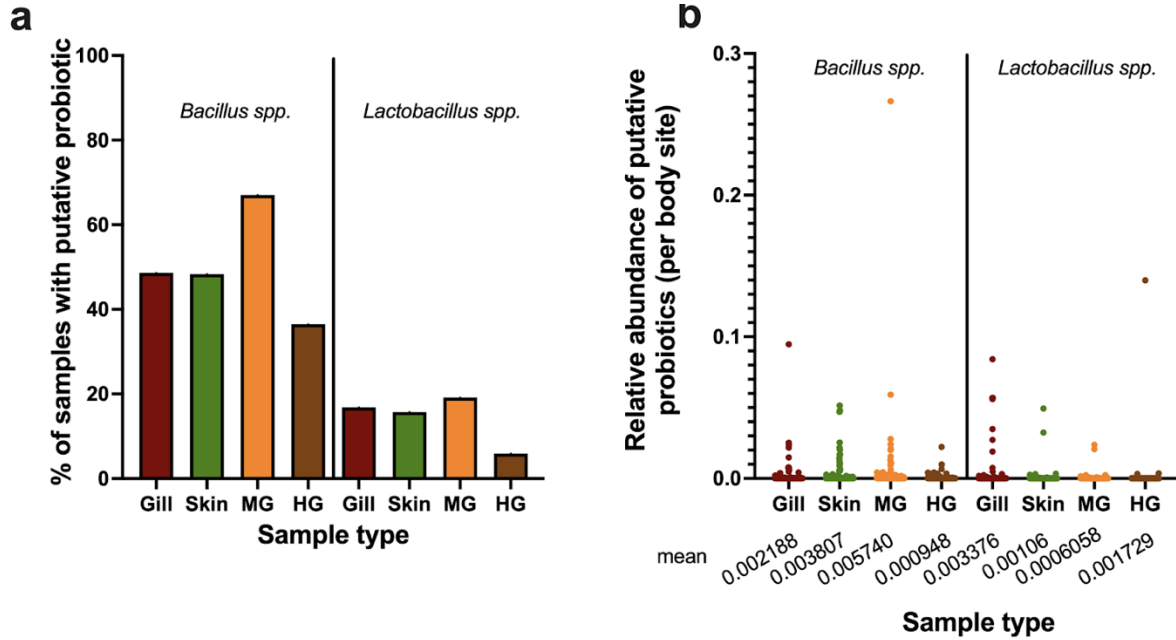 a
% of samples with putative probiotic
100
80
60
40
20
0
Bacillus spp.
Lactobacillus spp.
Gill Skin MG HG Gill Skin MG HG
Sample type
b
Relative abundance of putative
probiotics (per body site)
0.3
0.2
0.1
0.0
Bacillus spp.
Lactobacillus spp.
Gill Skin MG HG Gill Skin MG HG
mean 0.002188 0.003807 0.005740 0.000948 0.003376 0.00106 0.0006058 0.001729
Sample type